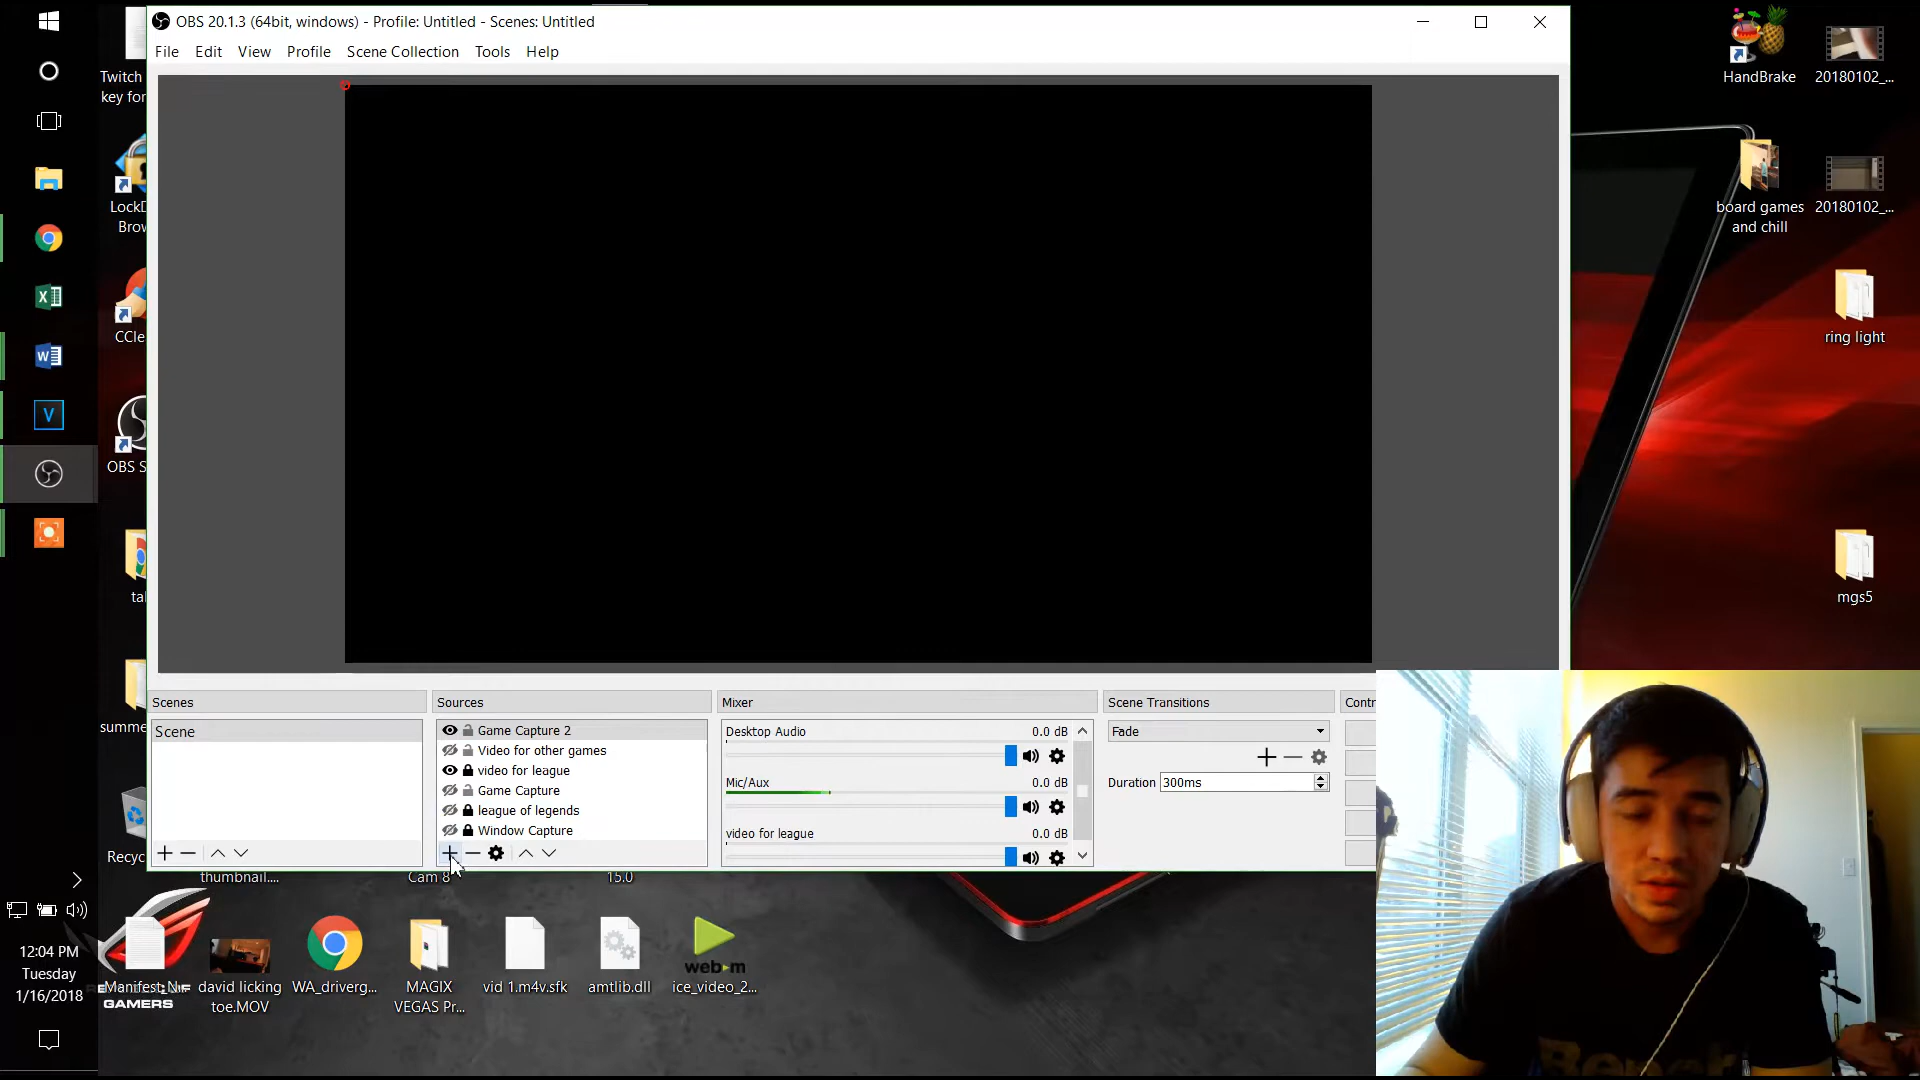 OBS 20.1.3 (64bit, windows) - Profile: Untitled - Scenes: Untitled
File Edit View Profile Scene Collection Tools Help
Twitch
key for
LockD
Brow
CCle
OBS S
ta
summe
Recyc
HandBrake
20180102_...
board games
and chill
20180102_...
ring light
mgs5
Scenes
Scene
Sources
Game Capture 2
Video for other games
video for league
Game Capture
league of legends
Window Capture
Mixer
Desktop Audio 0.0 dB
Mic/Aux 0.0 dB
video for league 0.0 dB
Scene Transitions
Fade
Duration 300ms
Contr
thumbnail....
Cam 8
15.0
12:04 PM
Tuesday
1/16/2018
GAMERS
david licking
toe.MOV
WA_driverg...
MAGIX
VEGAS Pr...
vid 1.m4v.sfk
amtlib.dll
web m
ice_video_2...